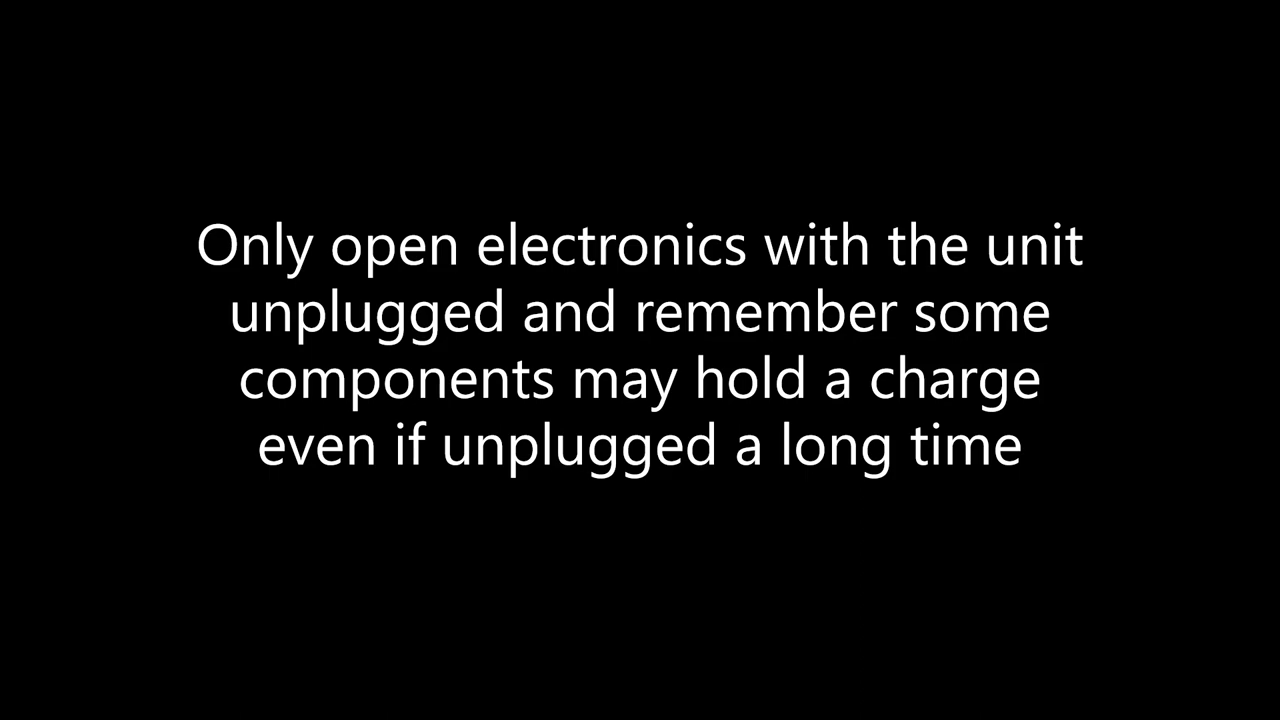 Only open electronics with the unit
unplugged and remember some
components may hold a charge
even if unplugged a long time